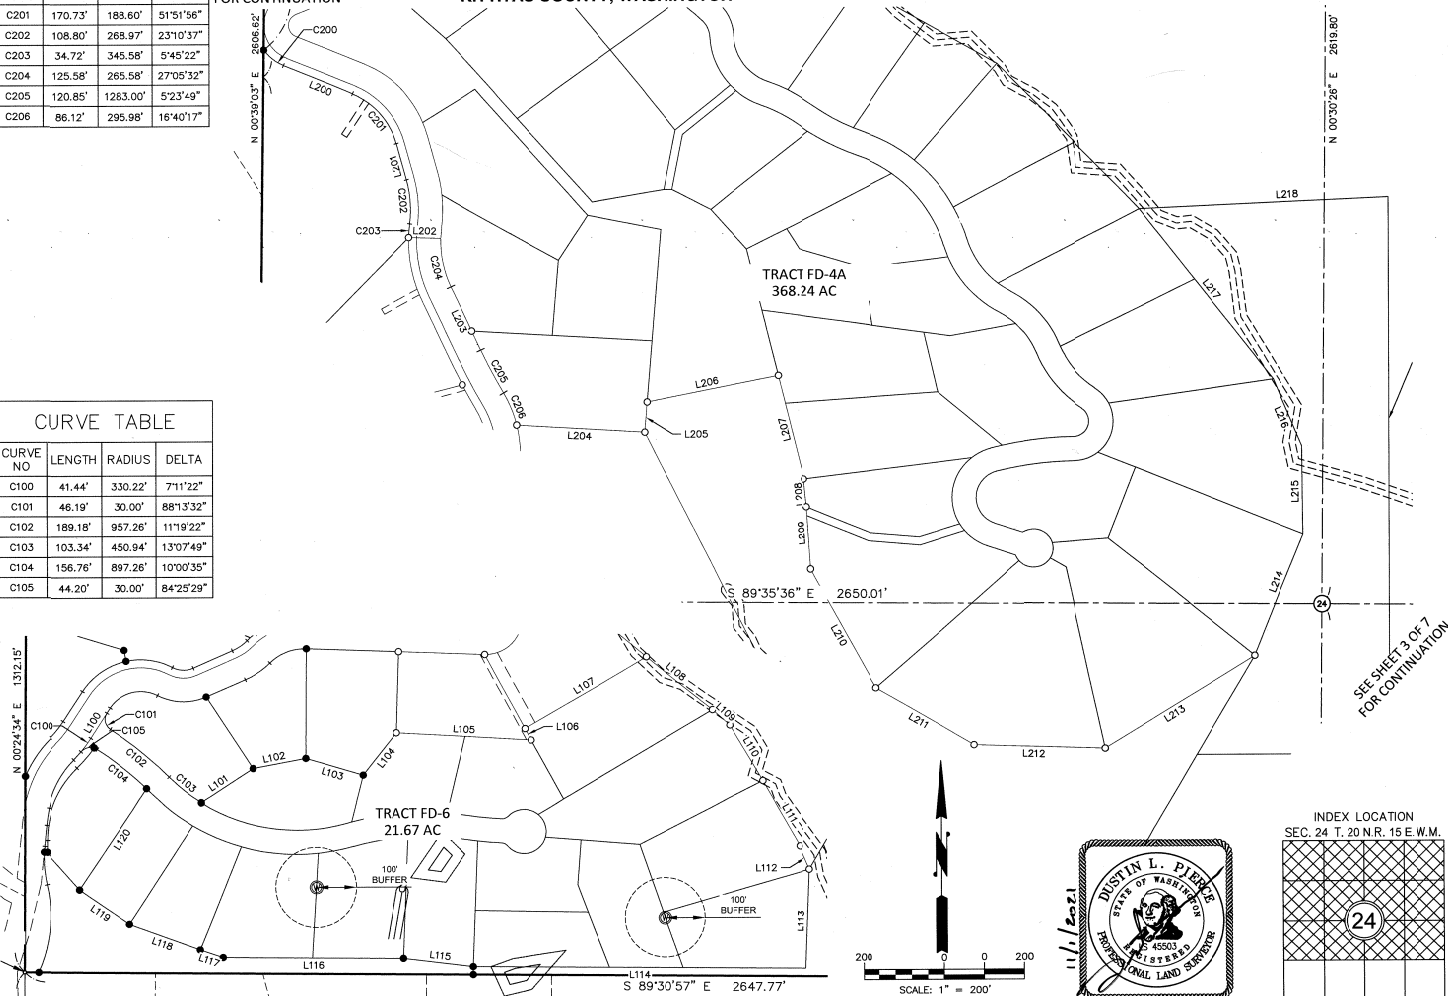 FOR CONTINUATION
KITTITAS COUNTY, WASHINGTON
C201 170.73' 188.60' 51°51'56"
C202 108.80' 268.97' 23°10'37"
C203 34.72' 345.58' 5°45'22"
C204 125.58' 265.58' 27°05'32"
C205 120.85' 1283.00' 5°23'49"
C206 86.12' 295.98' 16°40'17"
N 00°39'03" E 2606.62'
C200
L200
C201
L201
C202
C203
L202
C204
L203
C205
C206
L204
L205
L206
L207
L208
L209
L210
L211
L212
L213
L214
L215
L216
L217
L218
N 00°30'26" E 2619.80'
TRACT FD-4A
368.24 AC
S 89°35'36" E 2650.01'
24
SEE SHEET 3 OF 7
FOR CONTINUATION
CURVE TABLE
CURVE NO LENGTH RADIUS DELTA
C100 41.44' 330.22' 7°11'22"
C101 46.19' 30.00' 88°13'32"
C102 189.18' 957.26' 11°19'22"
C103 103.34' 450.94' 13°07'49"
C104 156.76' 897.26' 10°00'35"
C105 44.20' 30.00' 84°25'29"
N 00°24'34" E 1312.15'
C100
L100
C101
C105
C102
C103
C104
L101
L102
L103
L104
L105
L106
L107
L108
L109
L110
L111
L112
L113
L114
L115
L116
L117
L118
L119
L120
TRACT FD-6
21.67 AC
100'
BUFFER
100'
BUFFER
S 89°30'57" E 2647.77'
N
200 0 0 200
SCALE: 1" = 200'
11/1/2021
DUSTIN L. PIERCE
STATE OF WASHINGTON
45503
REGISTERED
PROFESSIONAL LAND SURVEYOR
INDEX LOCATION
SEC. 24 T. 20 N.R. 15 E.W.M.
24